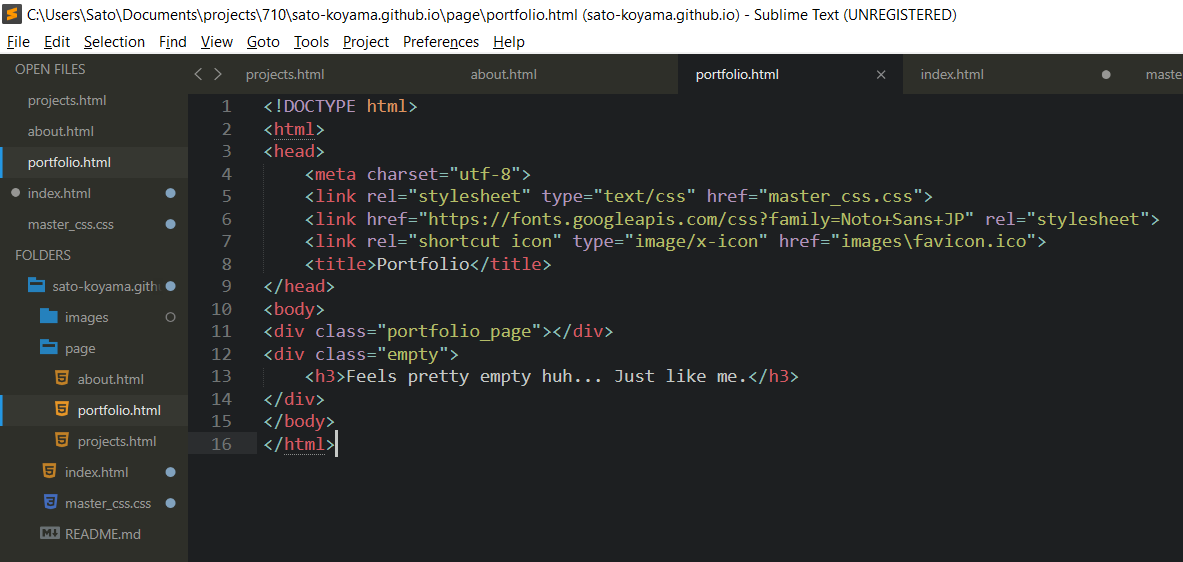 C:\Users\Sato\Documents\projects\710\sato-koyama.github.io\page\portfolio.html (sato-koyama.github.io) - Sublime Text (UNREGISTERED)
File Edit Selection Find View Goto Tools Project Preferences Help
OPEN FILES
projects.html
about.html
portfolio.html
index.html
master_css.css
FOLDERS
sato-koyama.gith
images
page
about.html
portfolio.html
projects.html
index.html
master_css.css
README.md
projects.html about.html portfolio.html × index.html maste
1 <!DOCTYPE html>
2 <html>
3 <head>
4 <meta charset="utf-8">
5 <link rel="stylesheet" type="text/css" href="master_css.css">
6 <link href="https://fonts.googleapis.com/css?family=Noto+Sans+JP" rel="stylesheet">
7 <link rel="shortcut icon" type="image/x-icon" href="images\favicon.ico">
8 <title>Portfolio</title>
9 </head>
10 <body>
11 <div class="portfolio_page"></div>
12 <div class="empty">
13 <h3>Feels pretty empty huh... Just like me.</h3>
14 </div>
15 </body>
16 </html>